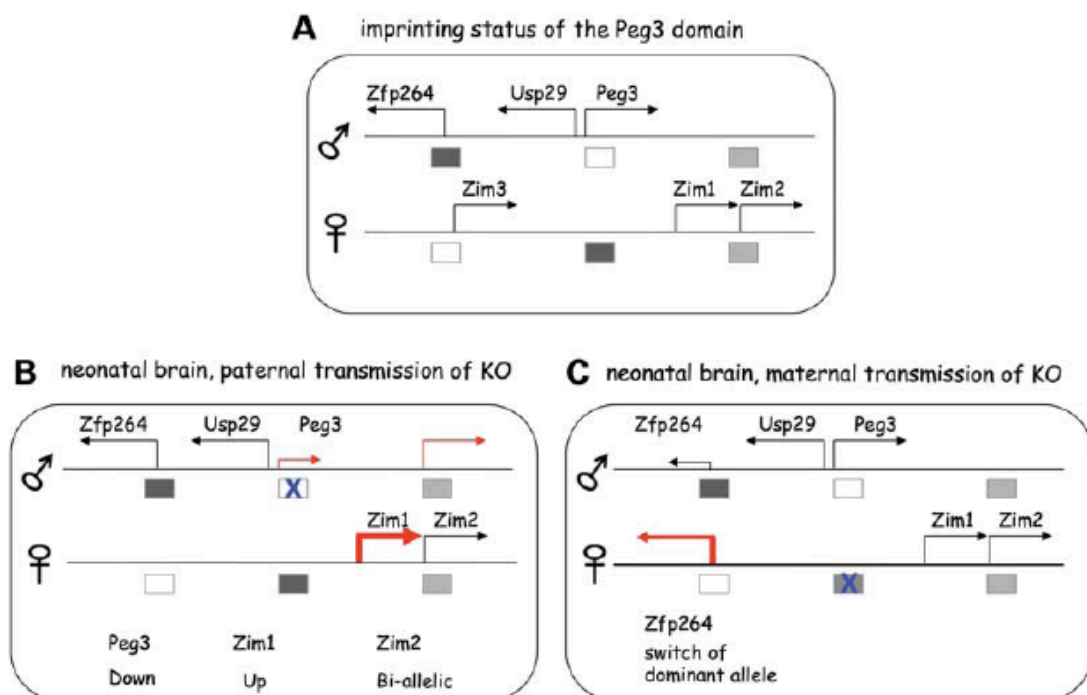 A imprinting status of the Peg3 domain
Zfp264 Usp29 Peg3
♂
Zim3 Zim1 Zim2
♀
B neonatal brain, paternal transmission of KO
Zfp264 Usp29 Peg3
♂
X
Zim1 Zim2
♀
Peg3 Zim1 Zim2
Down Up Bi-allelic
C neonatal brain, maternal transmission of KO
Zfp264 Usp29 Peg3
♂
Zim1 Zim2
♀
X
Zfp264
switch of
dominant allele